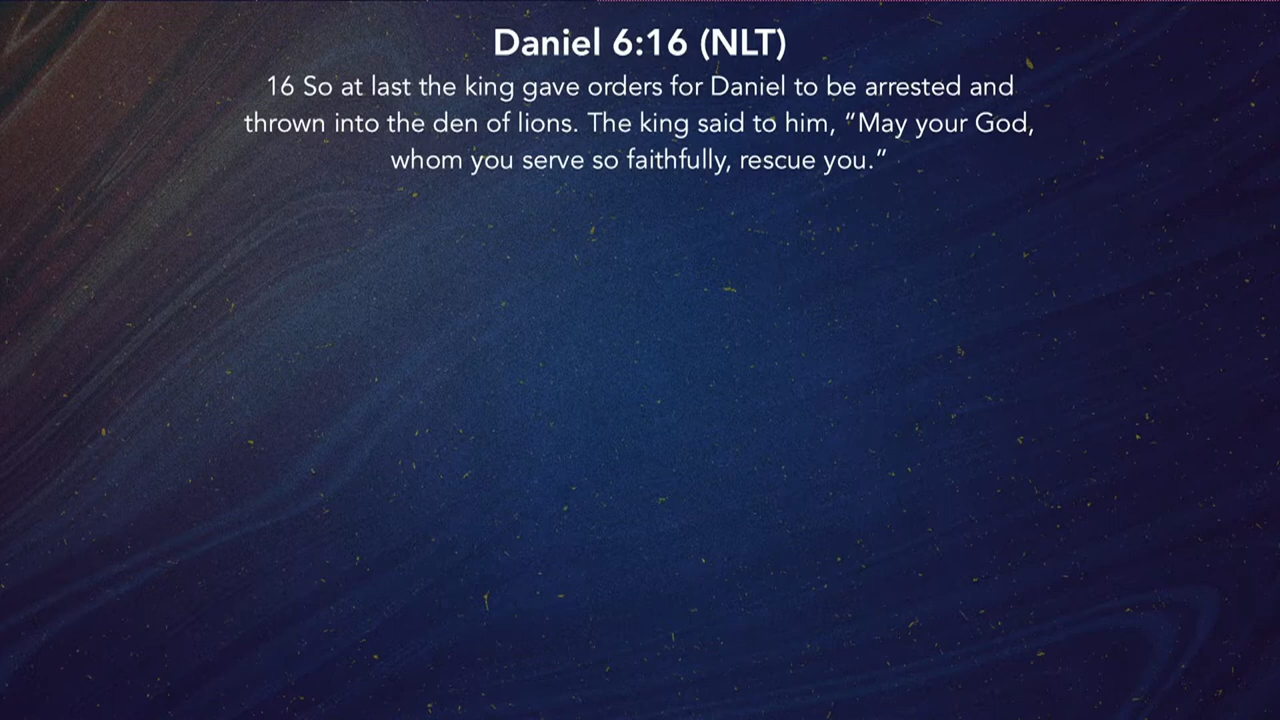 Daniel 6:16 (NLT)
16 So at last the king gave orders for Daniel to be arrested and
thrown into the den of lions. The king said to him, “May your God,
whom you serve so faithfully, rescue you.”